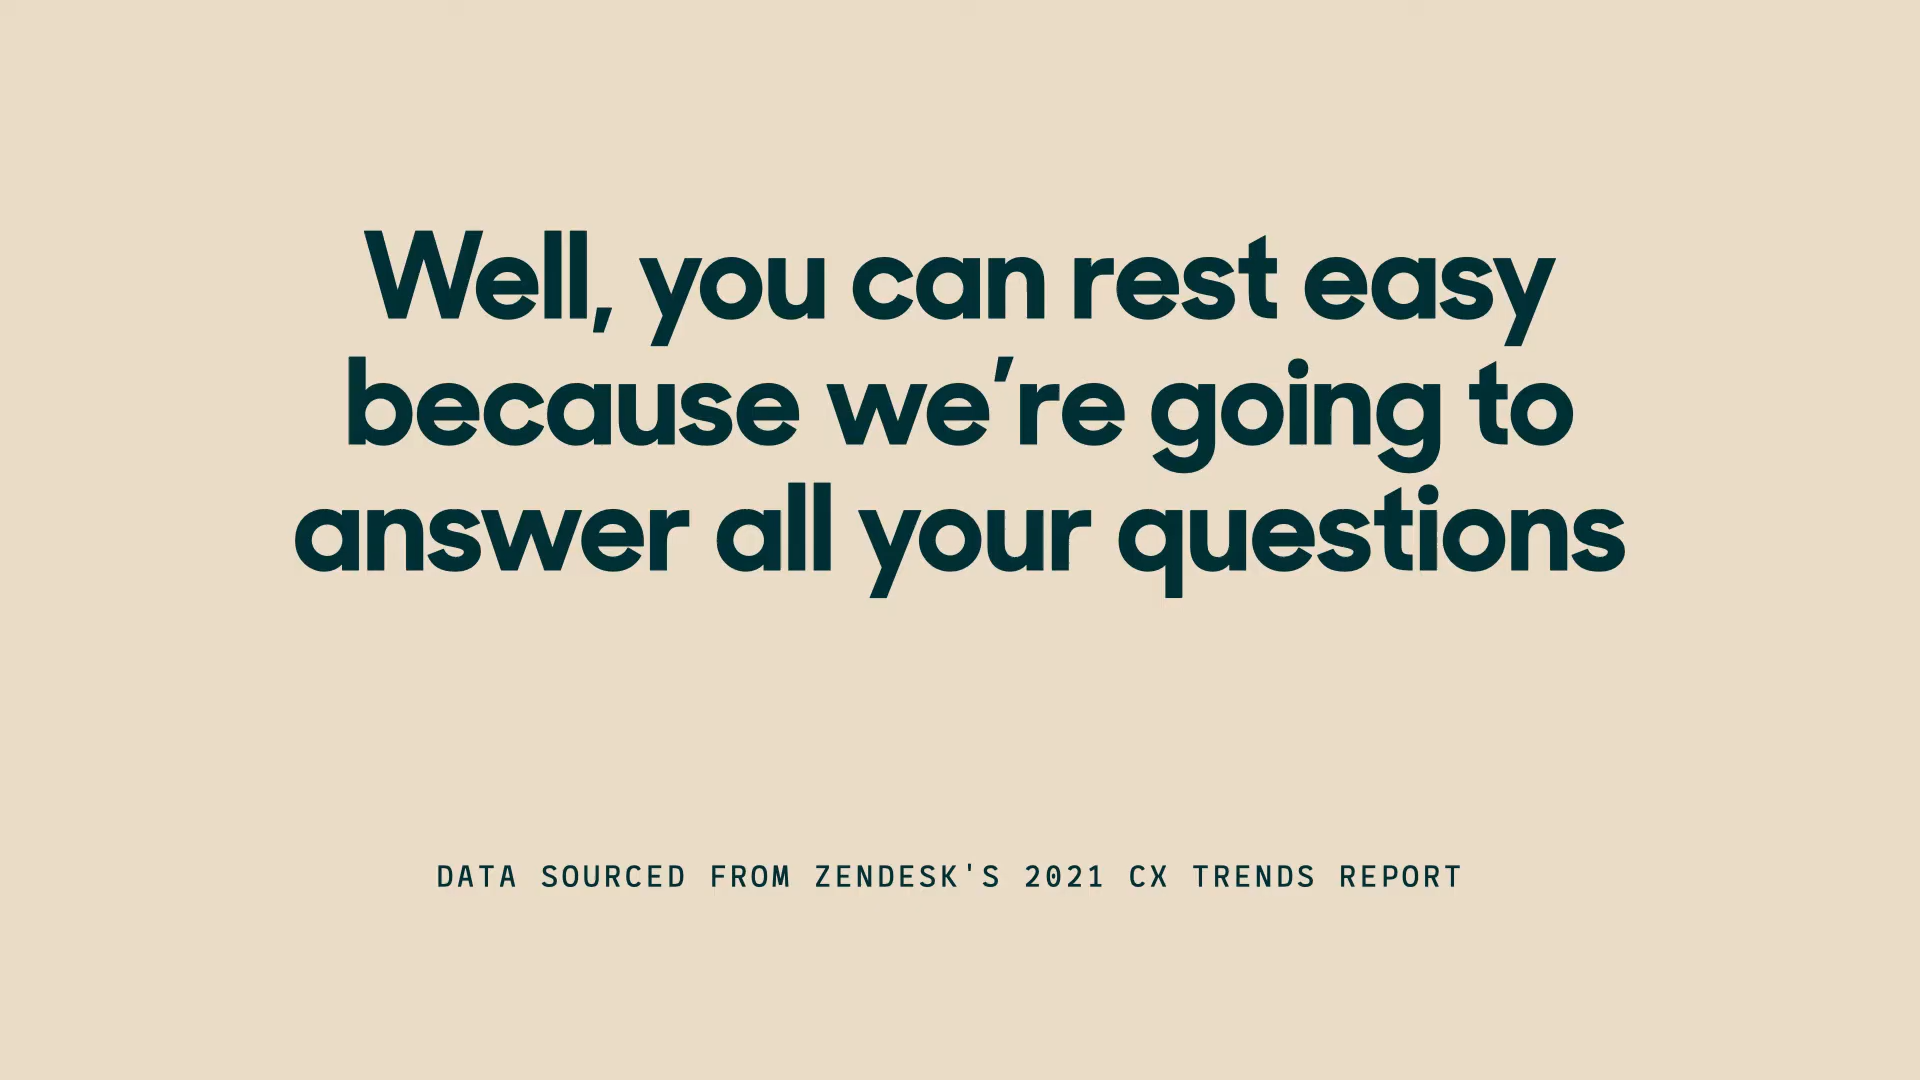 Well, you can rest easy
because we’re going to
answer all your questions
DATA SOURCED FROM ZENDESK'S 2021 CX TRENDS REPORT